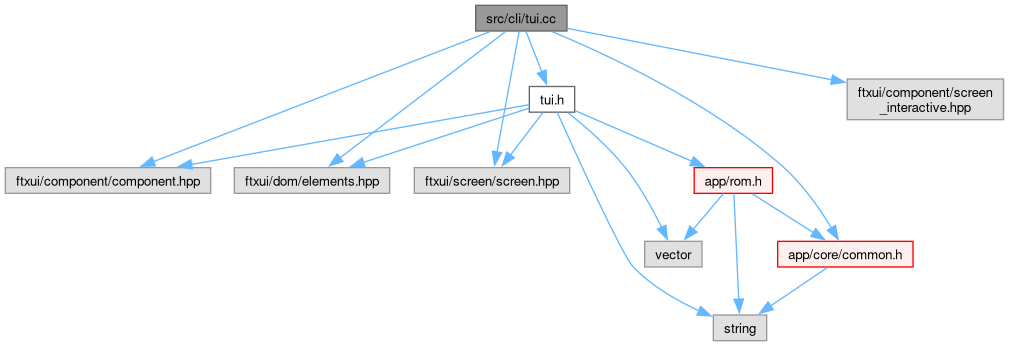 src/cli/tui.cc
tui.h
ftxui/component/screen
_interactive.hpp
ftxui/component/component.hpp
ftxui/dom/elements.hpp
ftxui/screen/screen.hpp
app/rom.h
vector
app/core/common.h
string